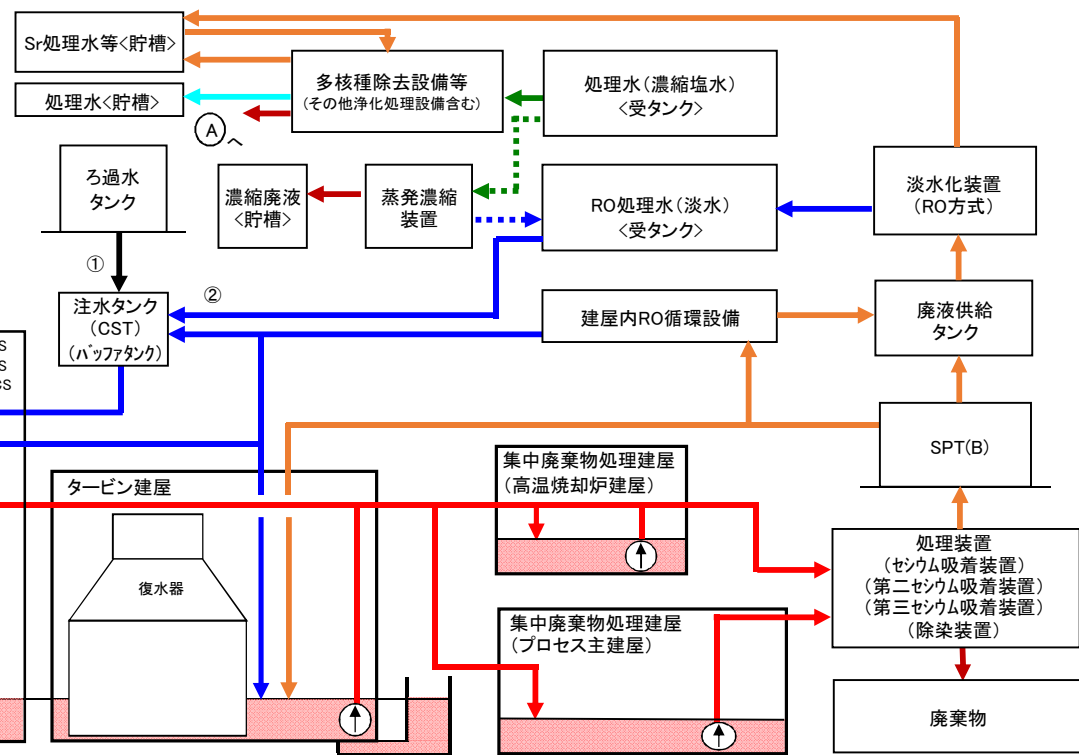 Sr処理水等<貯槽>
処理水<貯槽>
多核種除去設備等
(その他浄化処理設備含む)
処理水(濃縮塩水)
<受タンク>
A
へ
ろ過水
タンク
濃縮廃液
<貯槽>
蒸発濃縮
装置
RO処理水(淡水)
<受タンク>
淡水化装置
(RO方式)
①
②
注水タンク
(CST)
(バッファタンク)
建屋内RO循環設備
廃液供給
タンク
S
S
CS
SPT(B)
タービン建屋
復水器
集中廃棄物処理建屋
(高温焼却炉建屋)
集中廃棄物処理建屋
(プロセス主建屋)
処理装置
(セシウム吸着装置)
(第二セシウム吸着装置)
(第三セシウム吸着装置)
(除染装置)
廃棄物